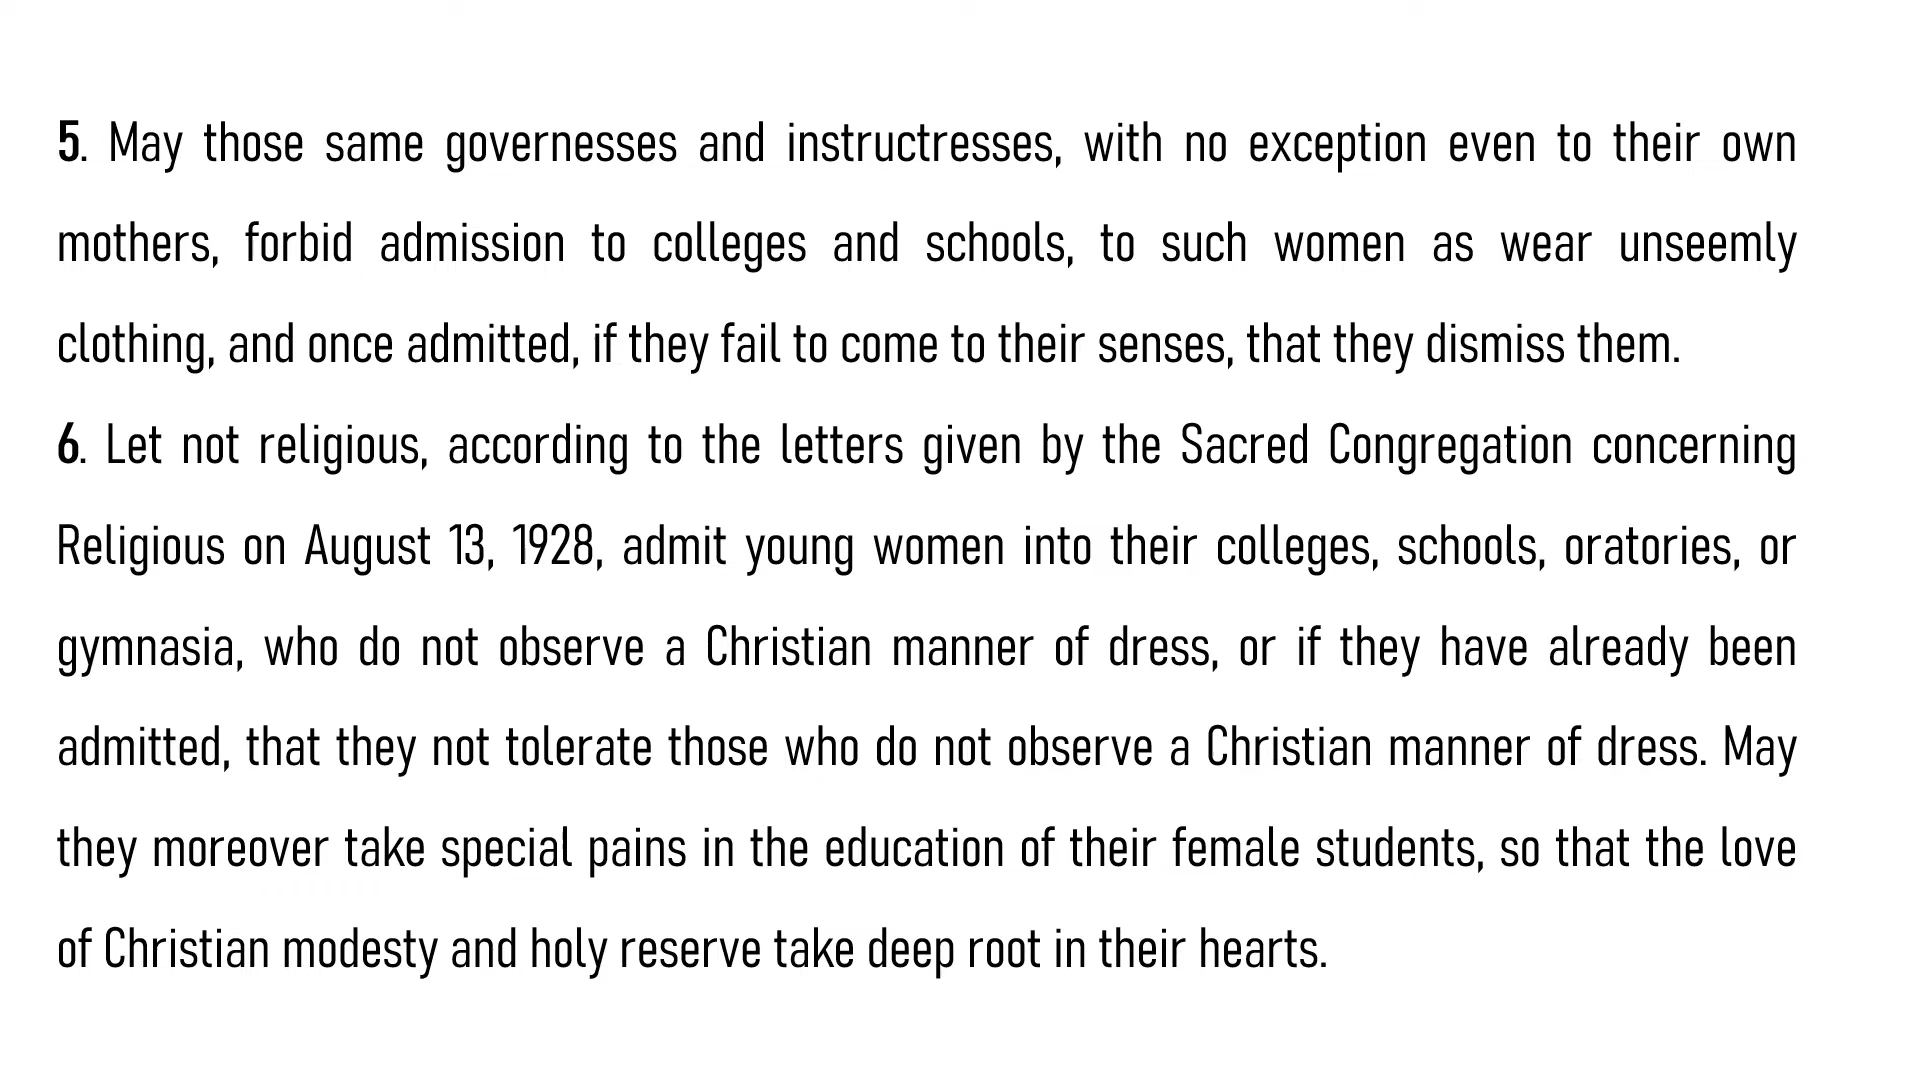 5. May those same governesses and instructresses, with no exception even to their own
mothers, forbid admission to colleges and schools, to such women as wear unseemly
clothing, and once admitted, if they fail to come to their senses, that they dismiss them.
6. Let not religious, according to the letters given by the Sacred Congregation concerning
Religious on August 13, 1928, admit young women into their colleges, schools, oratories, or
gymnasia, who do not observe a Christian manner of dress, or if they have already been
admitted, that they not tolerate those who do not observe a Christian manner of dress. May
they moreover take special pains in the education of their female students, so that the love
of Christian modesty and holy reserve take deep root in their hearts.